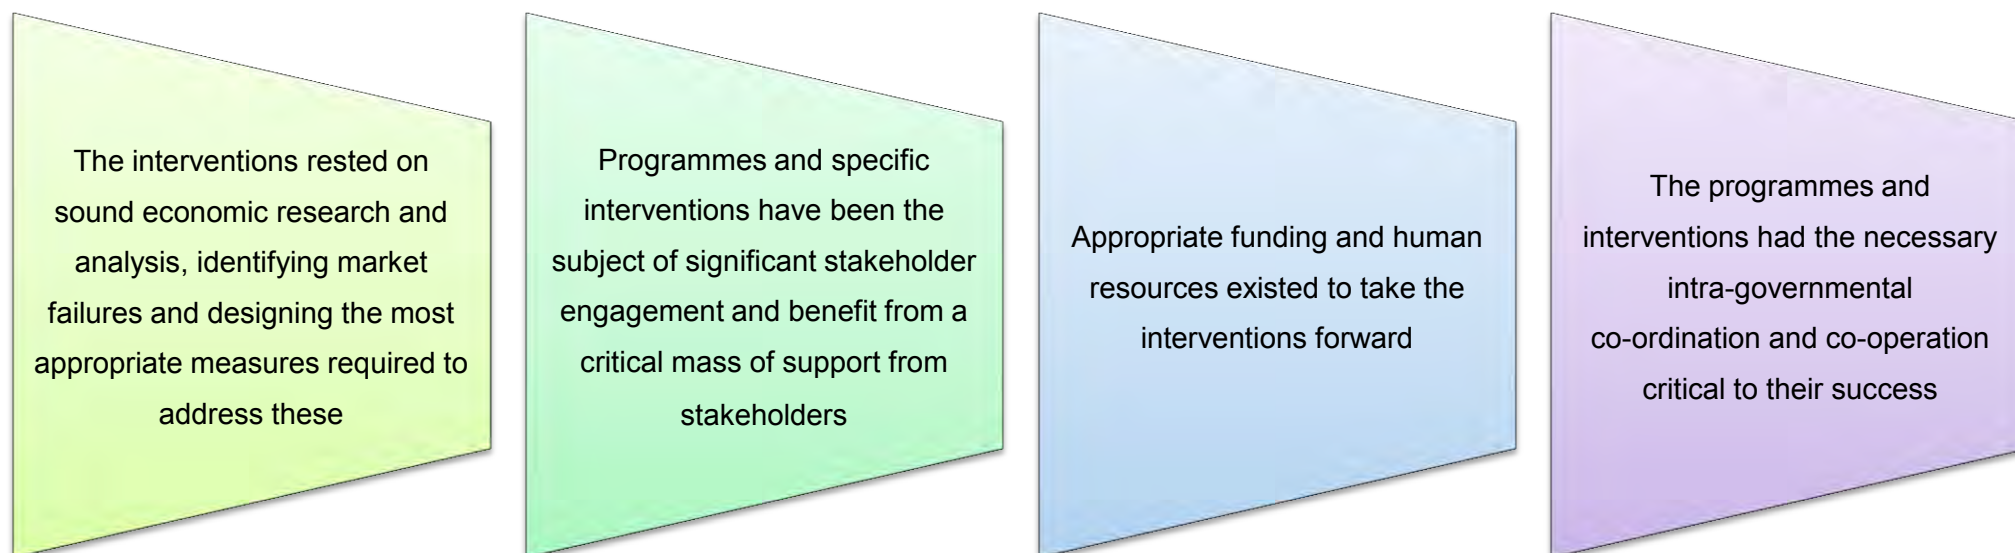 The interventions rested on
sound economic research and
analysis, identifying market
failures and designing the most
appropriate measures required to
address these
Programmes and specific
interventions have been the
subject of significant stakeholder
engagement and benefit from a
critical mass of support from
stakeholders
Appropriate funding and human
resources existed to take the
interventions forward
The programmes and
interventions had the necessary
intra-governmental
co-ordination and co-operation
critical to their success